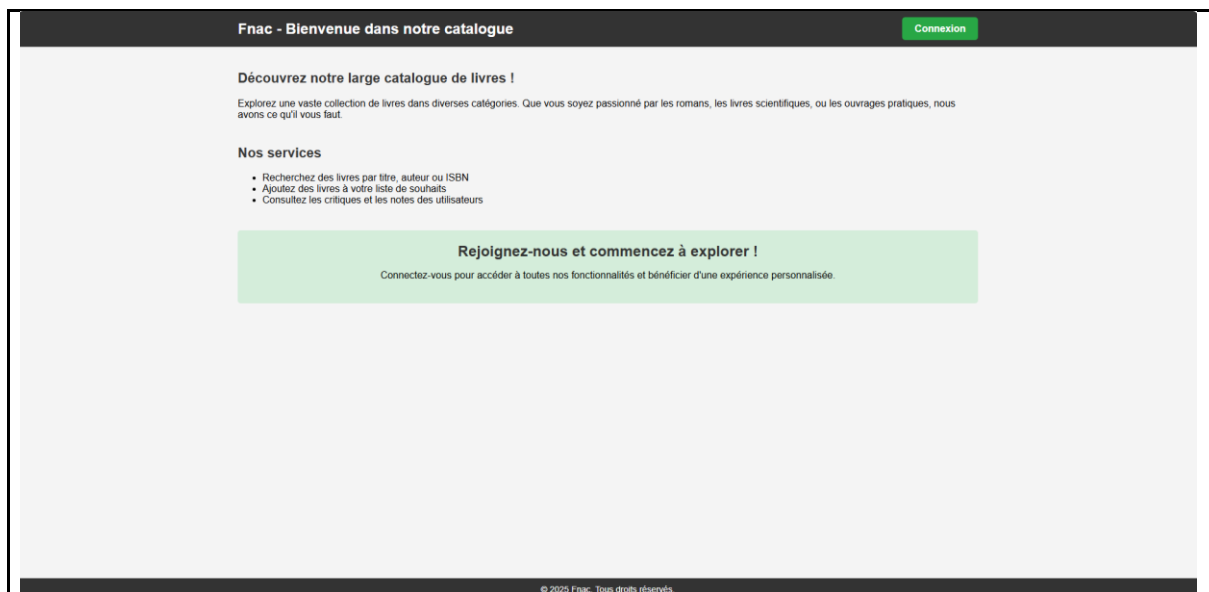 Fnac - Bienvenue dans notre catalogue
Connexion
Découvrez notre large catalogue de livres !
Explorez une vaste collection de livres dans diverses catégories. Que vous soyez passionné par les romans, les livres scientifiques, ou les ouvrages pratiques, nous
avons ce qu'il vous faut.
Nos services
• Recherchez des livres par titre, auteur ou ISBN
• Ajoutez des livres à votre liste de souhaits
• Consultez les critiques et les notes des utilisateurs
Rejoignez-nous et commencez à explorer !
Connectez-vous pour accéder à toutes nos fonctionnalités et bénéficier d'une expérience personnalisée.
© 2025 Fnac. Tous droits réservés.